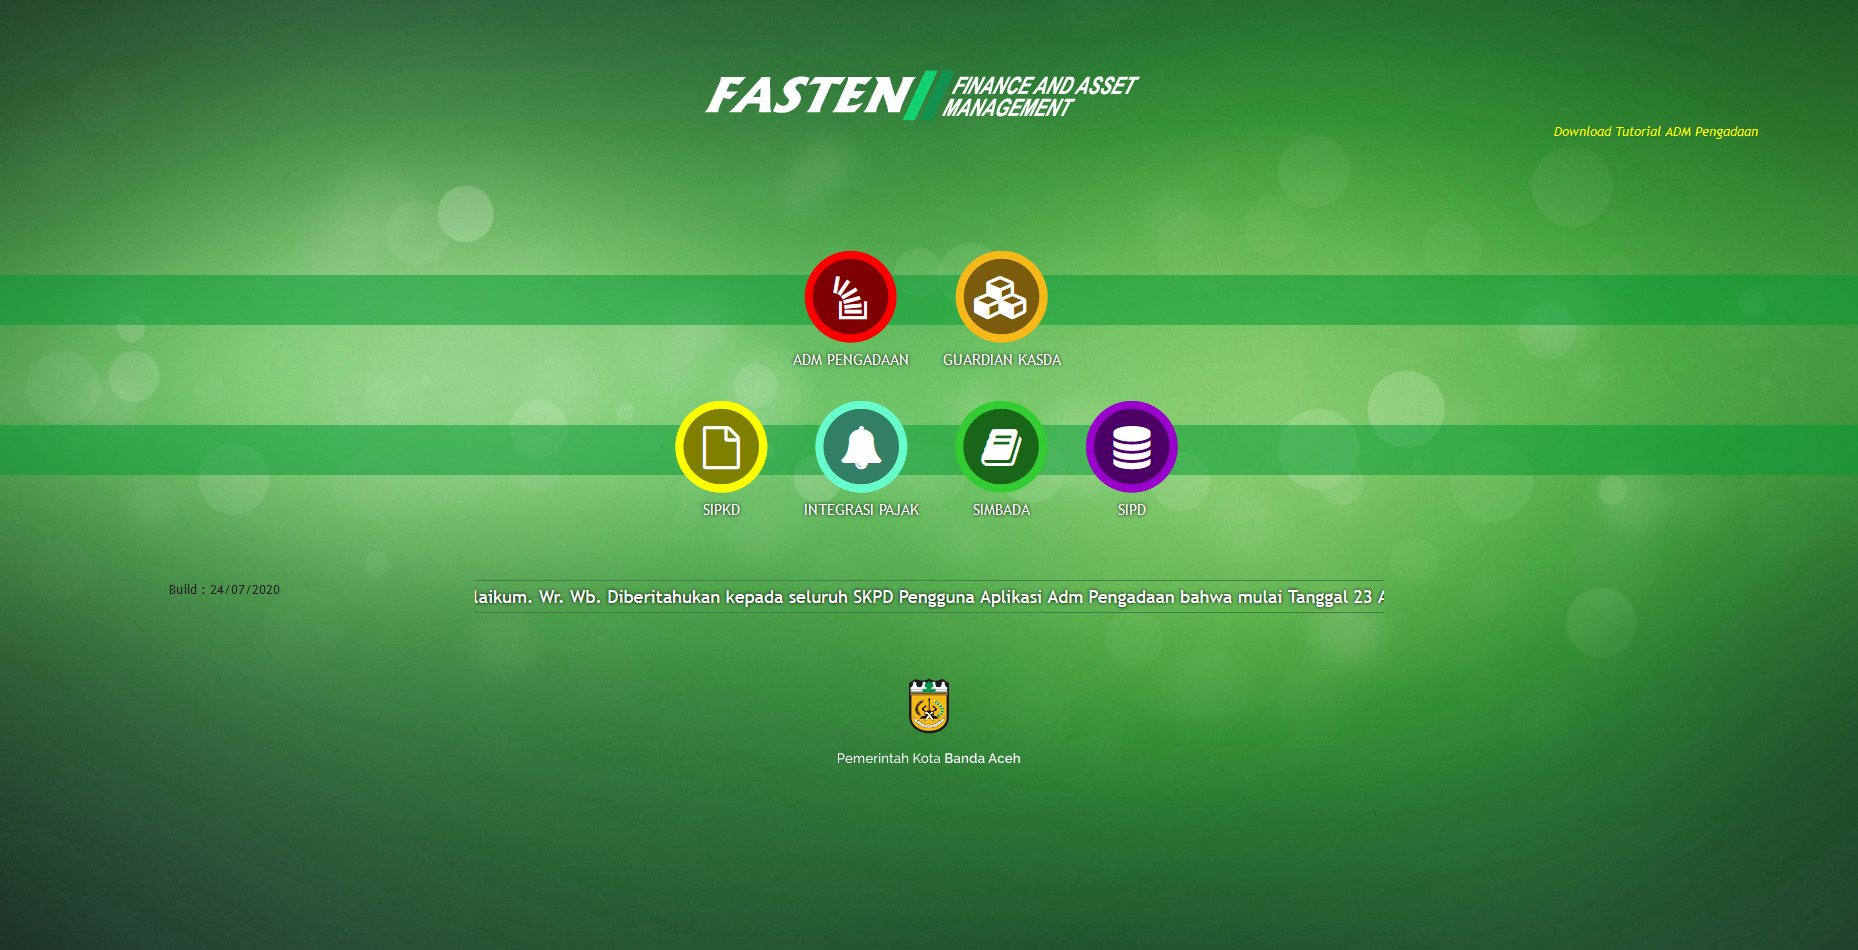 FASTEN
FINANCE AND ASSET
MANAGEMENT
Download Tutorial ADM Pengadaan
ADM PENGADAAN
GUARDIAN KASDA
SIPKD
INTEGRASI PAJAK
SIMBADA
SIPD
Build : 24/07/2020
laikum. Wr. Wb. Diberitahukan kepada seluruh SKPD Pengguna Aplikasi Adm Pengadaan bahwa mulai Tanggal 23
Pemerintah Kota Banda Aceh